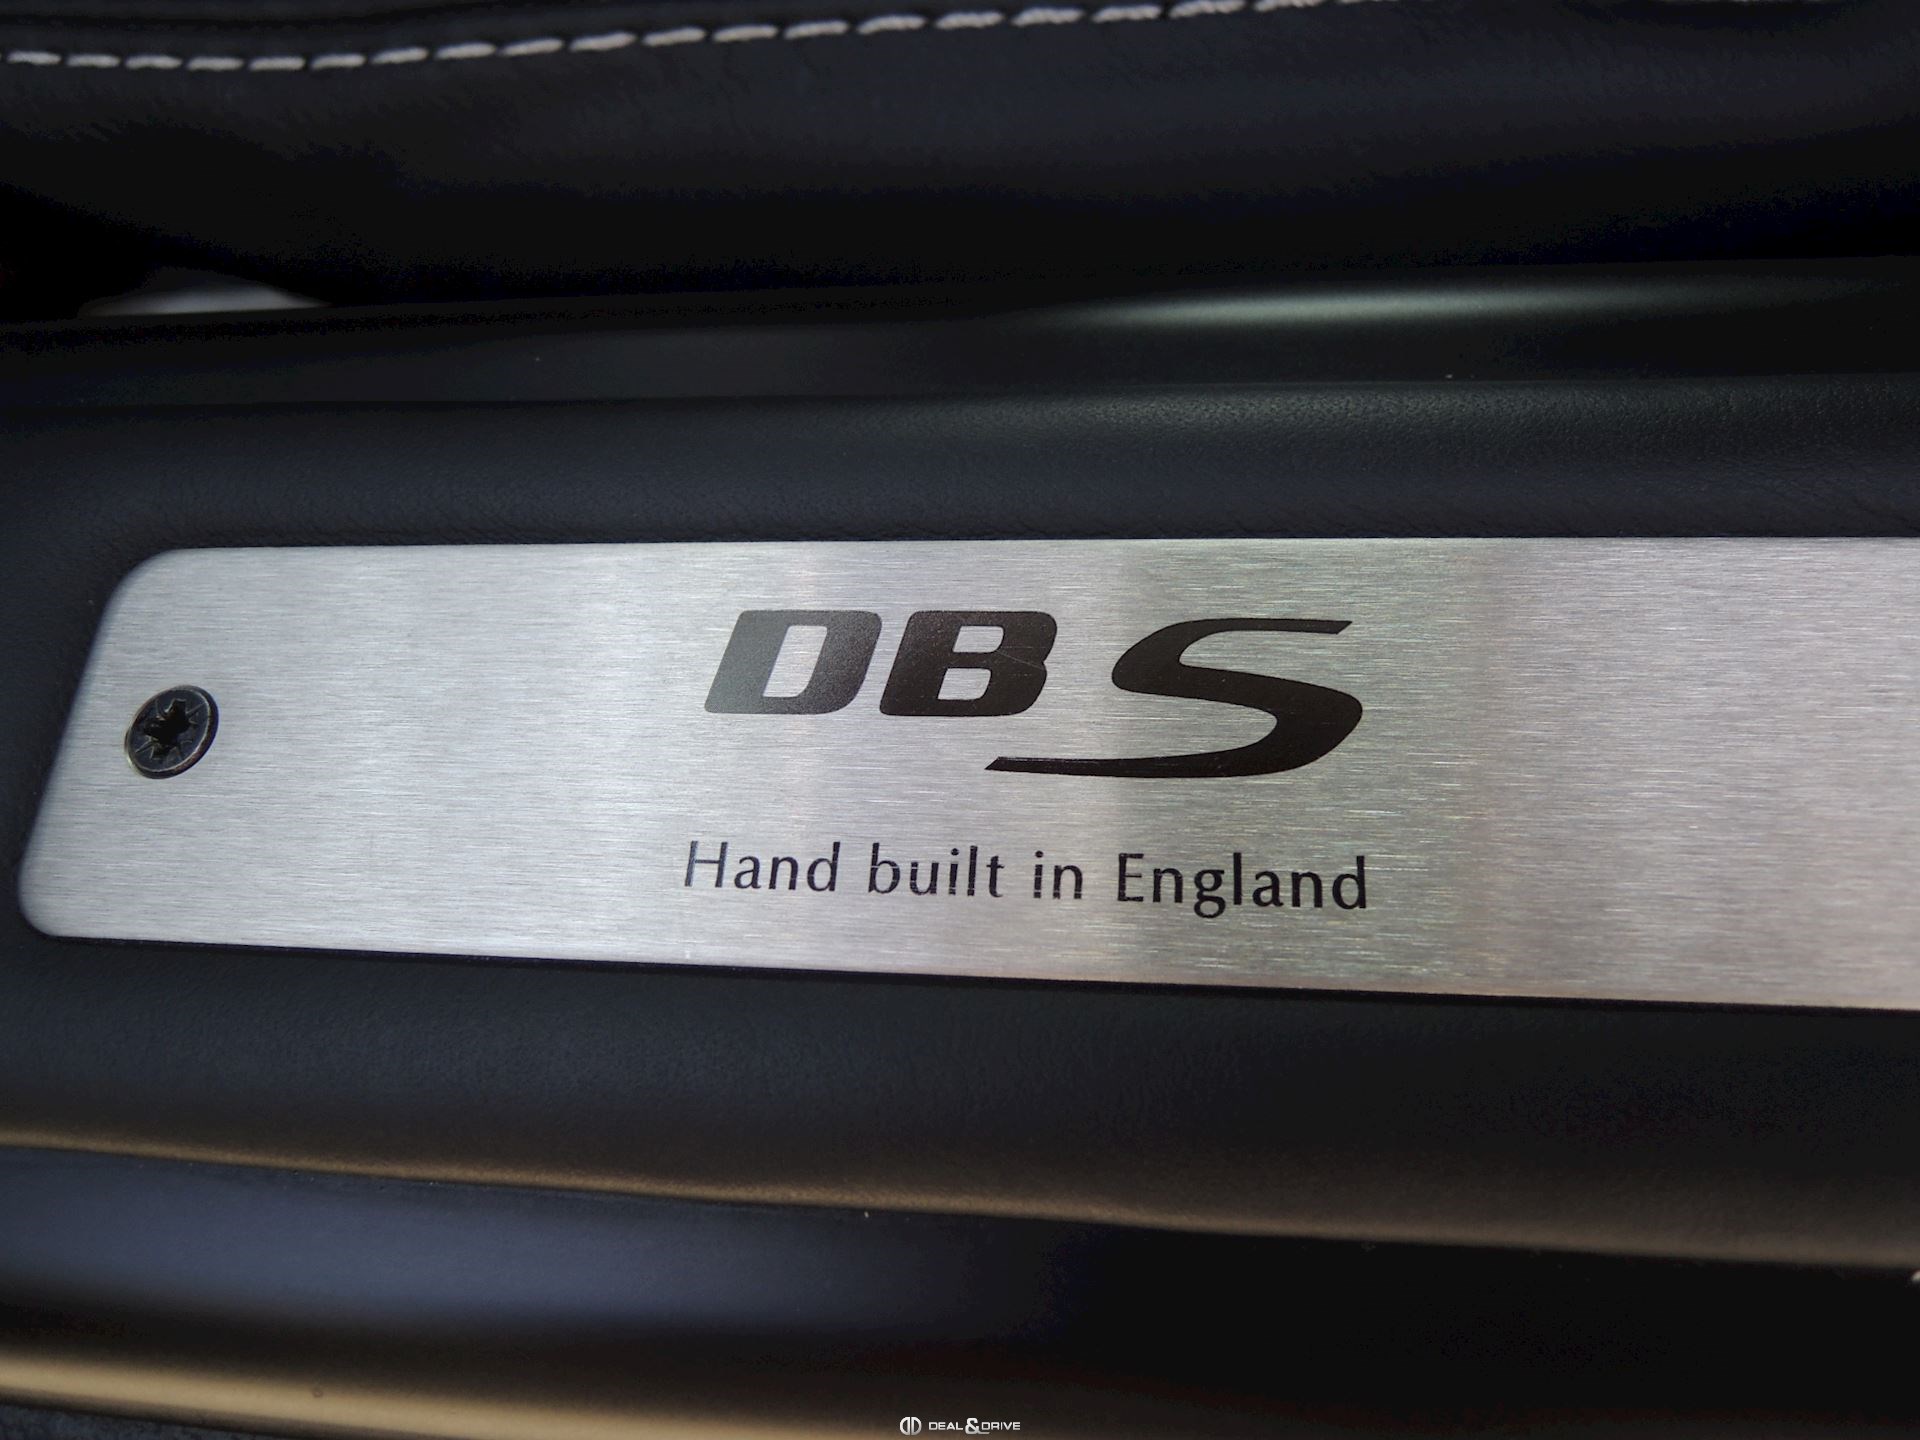 DBS
Hand built in England
DEAL&DRIVE